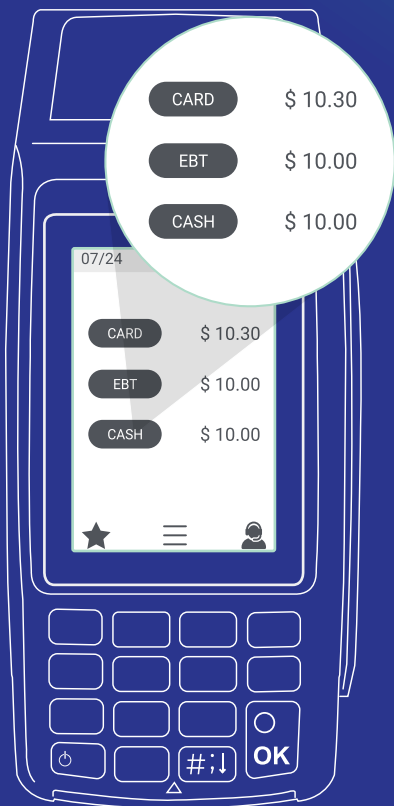 CARD $ 10.30
EBT $ 10.00
CASH $ 10.00
07/24
CARD $ 10.30
EBT $ 10.00
CASH $ 10.00
#;↓
OK